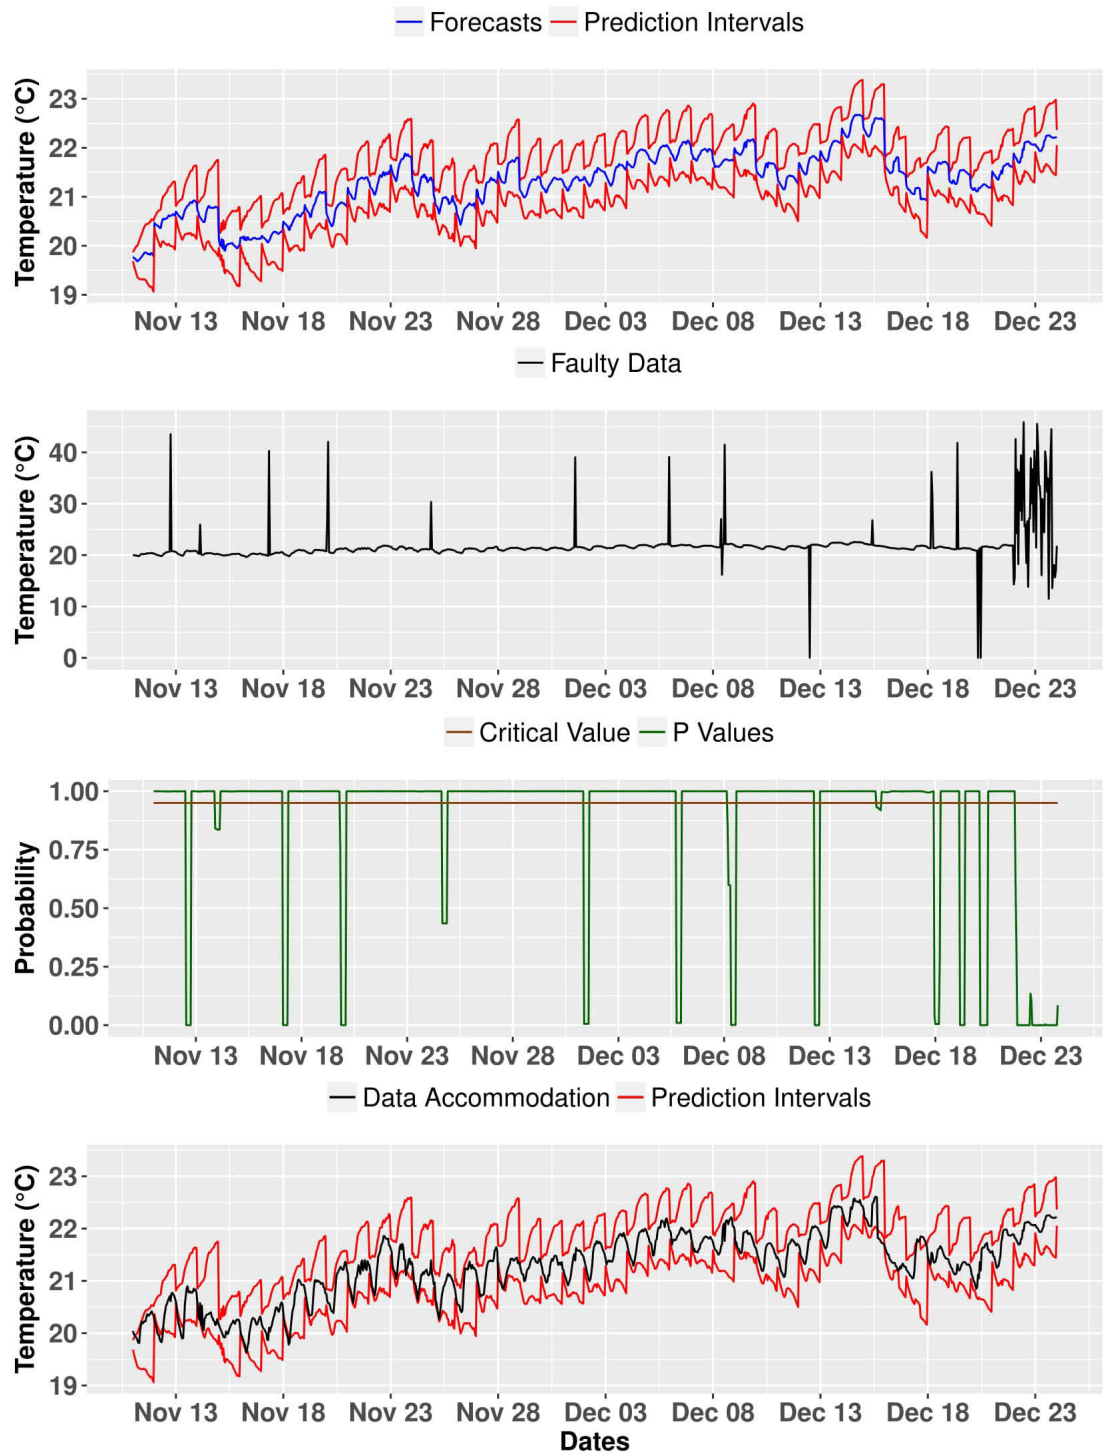 Forecasts Prediction Intervals
Temperature (°C)
23
22
21
20
19
Nov 13 Nov 18 Nov 23 Nov 28 Dec 03 Dec 08 Dec 13 Dec 18 Dec 23
Faulty Data
Temperature (°C)
40
30
20
10
0
Nov 13 Nov 18 Nov 23 Nov 28 Dec 03 Dec 08 Dec 13 Dec 18 Dec 23
Critical Value P Values
Probability
1.00
0.75
0.50
0.25
0.00
Nov 13 Nov 18 Nov 23 Nov 28 Dec 03 Dec 08 Dec 13 Dec 18 Dec 23
Data Accommodation Prediction Intervals
Temperature (°C)
23
22
21
20
19
Nov 13 Nov 18 Nov 23 Nov 28 Dec 03 Dec 08 Dec 13 Dec 18 Dec 23
Dates